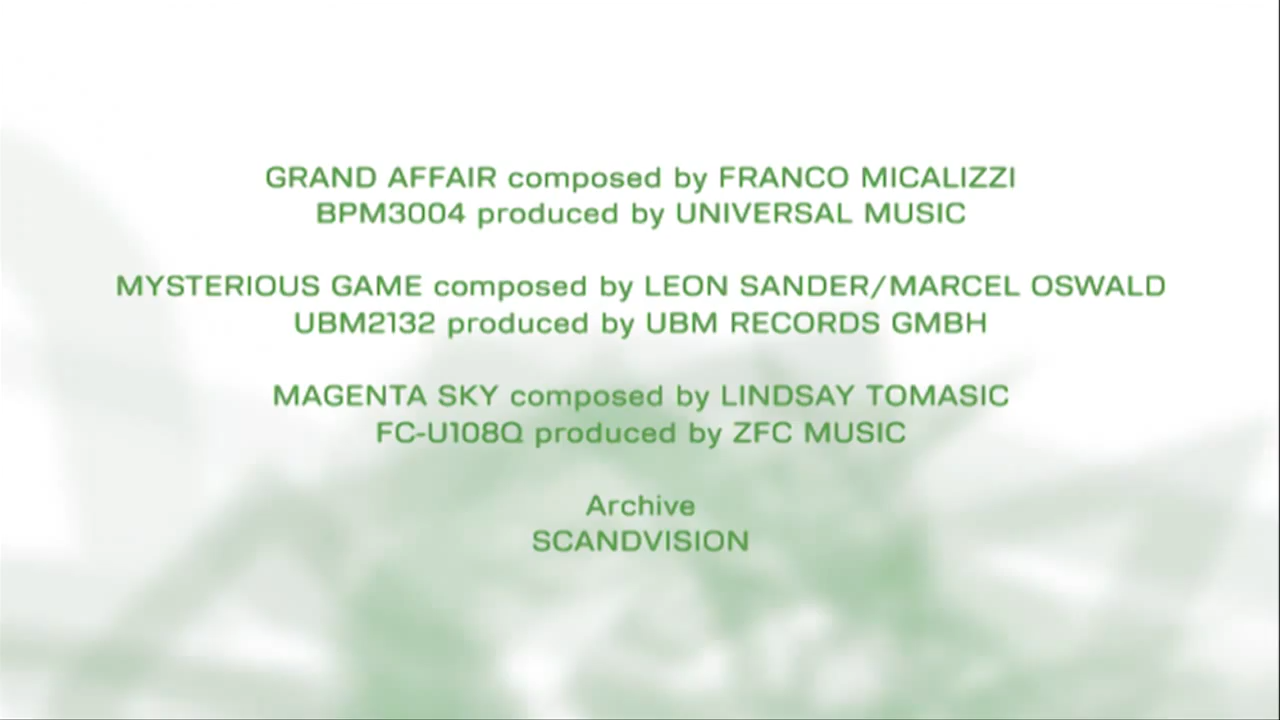 GRAND AFFAIR composed by FRANCO MICALIZZI
BPM3004 produced by UNIVERSAL MUSIC
MYSTERIOUS GAME composed by LEON SANDER/MARCEL OSWALD
UBM2132 produced by UBM RECORDS GMBH
MAGENTA SKY composed by LINDSAY TOMASIC
FC-U108Q produced by ZFC MUSIC
Archive
SCANDVISION